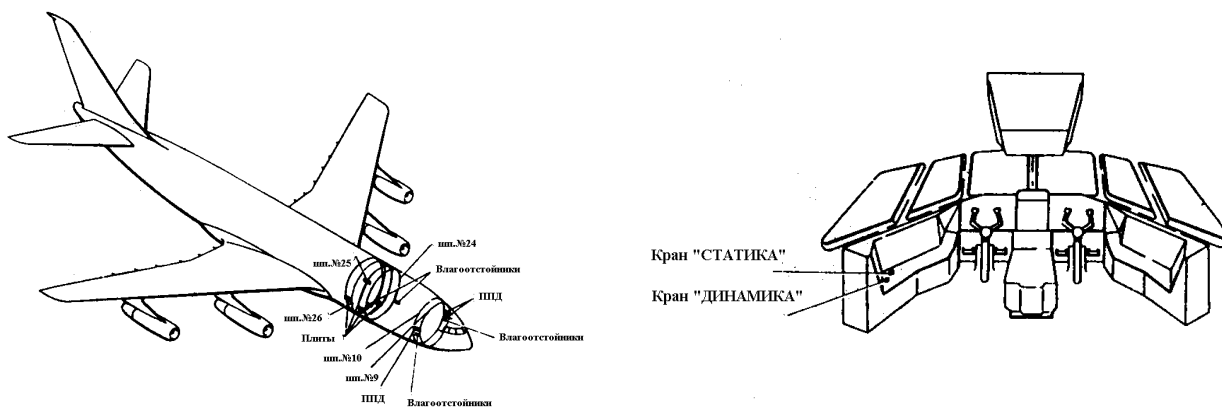 шп.№24
шп.№25
Влагоотстойники
ППД
шп.№26
Плиты
Влагоотстойники
шп.№10
шп.№9
ППД
Влагоотстойники
Кран "СТАТИКА"
Кран "ДИНАМИКА"